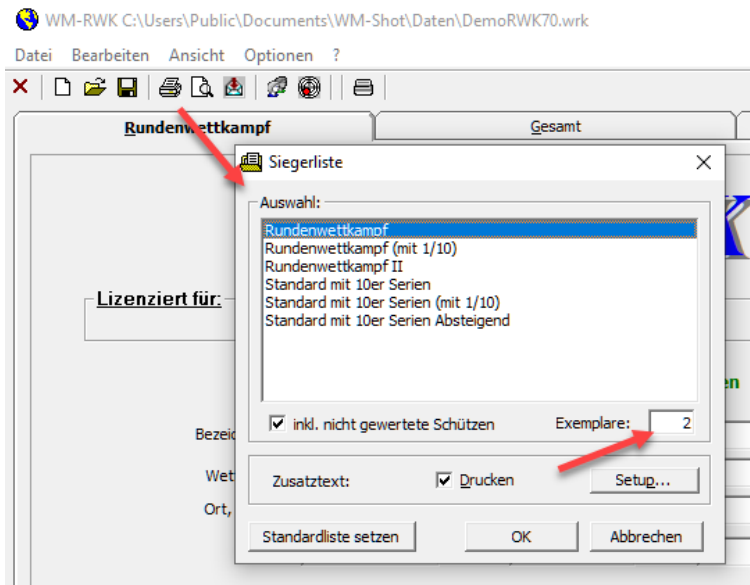 WM-RWK C:\Users\Public\Documents\WM-Shot\Daten\DemoRWK70.wrk
Datei Bearbeiten Ansicht Optionen ?
Rundenwettkampf Gesamt
Siegerliste
Auswahl:
Rundenwettkampf
Rundenwettkampf (mit 1/10)
Rundenwettkampf II
Standard mit 10er Serien
Standard mit 10er Serien (mit 1/10)
Standard mit 10er Serien Absteigend
Lizenziert für:
inkl. nicht gewertete Schützen Exemplare: 2
Zusatztext: Drucken Setup...
Ort,
Standardliste setzen OK Abbrechen